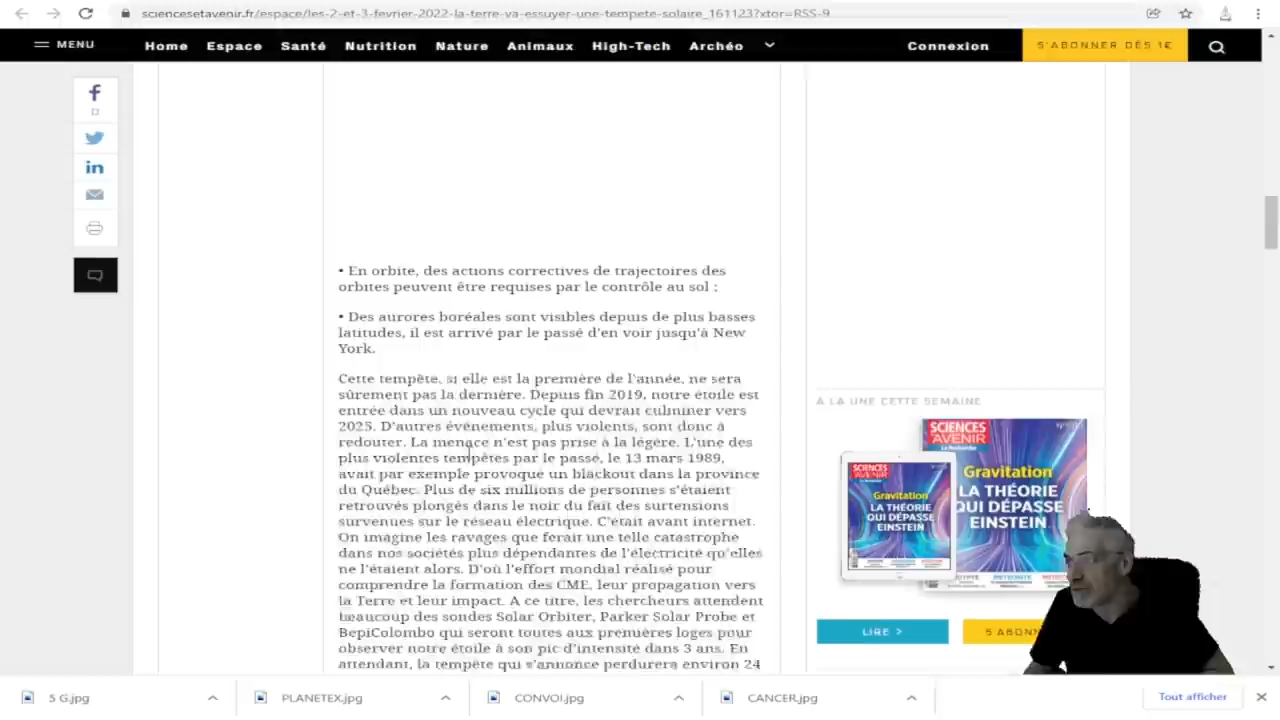 sciencesetavenir.fr/espace/les-2-et-3-fevrier-2022-la-terre-va-essuyer-une-tempete-solaire_161123?xtor=RSS-9
MENU Home Espace Santé Nutrition Nature Animaux High-Tech Archéo Connexion S'ABONNER DÈS 1€
• En orbite, des actions correctives de trajectoires des
orbites peuvent être requises par le contrôle au sol ;
• Des aurores boréales sont visibles depuis de plus basses
latitudes, il est arrivé par le passé d'en voir jusqu'à New
York.
Cette tempête, si elle est la première de l'année, ne sera
sûrement pas la dernière. Depuis fin 2019, notre étoile est
entrée dans un nouveau cycle qui devrait culminer vers
2025. D'autres événements, plus violents, sont donc à
redouter. La menace n'est pas prise à la légère. L'une des
plus violentes tempêtes par le passé, le 13 mars 1989,
avait par exemple provoqué un blackout dans la province
du Québec. Plus de six millions de personnes s'étaient
retrouvés plongés dans le noir du fait des surtensions
survenues sur le réseau électrique. C'était avant internet.
On imagine les ravages que ferait une telle catastrophe
dans nos sociétés plus dépendantes de l'électricité qu'elles
ne l'étaient alors. D'où l'effort mondial réalisé pour
comprendre la formation des CME, leur propagation vers
la Terre et leur impact. A ce titre, les chercheurs attendent
beaucoup des sondes Solar Orbiter, Parker Solar Probe et
BepiColombo qui seront toutes aux premières loges pour
observer notre étoile à son pic d'intensité dans 3 ans. En
attendant, la tempête qui s'annonce perdurera environ 24
A LA UNE CETTE SEMAINE
SCIENCES
AVENIR
Gravitation
LA THÉORIE
QUI DÉPASSE
EINSTEIN
SCIENCES
AVENIR
Gravitation
LA THÉORIE
QUI DÉPASSE
EINSTEIN
LIRE >
S'ABONN
5 G.jpg
PLANETEX.jpg
CONVOI.jpg
CANCER.jpg
Tout afficher